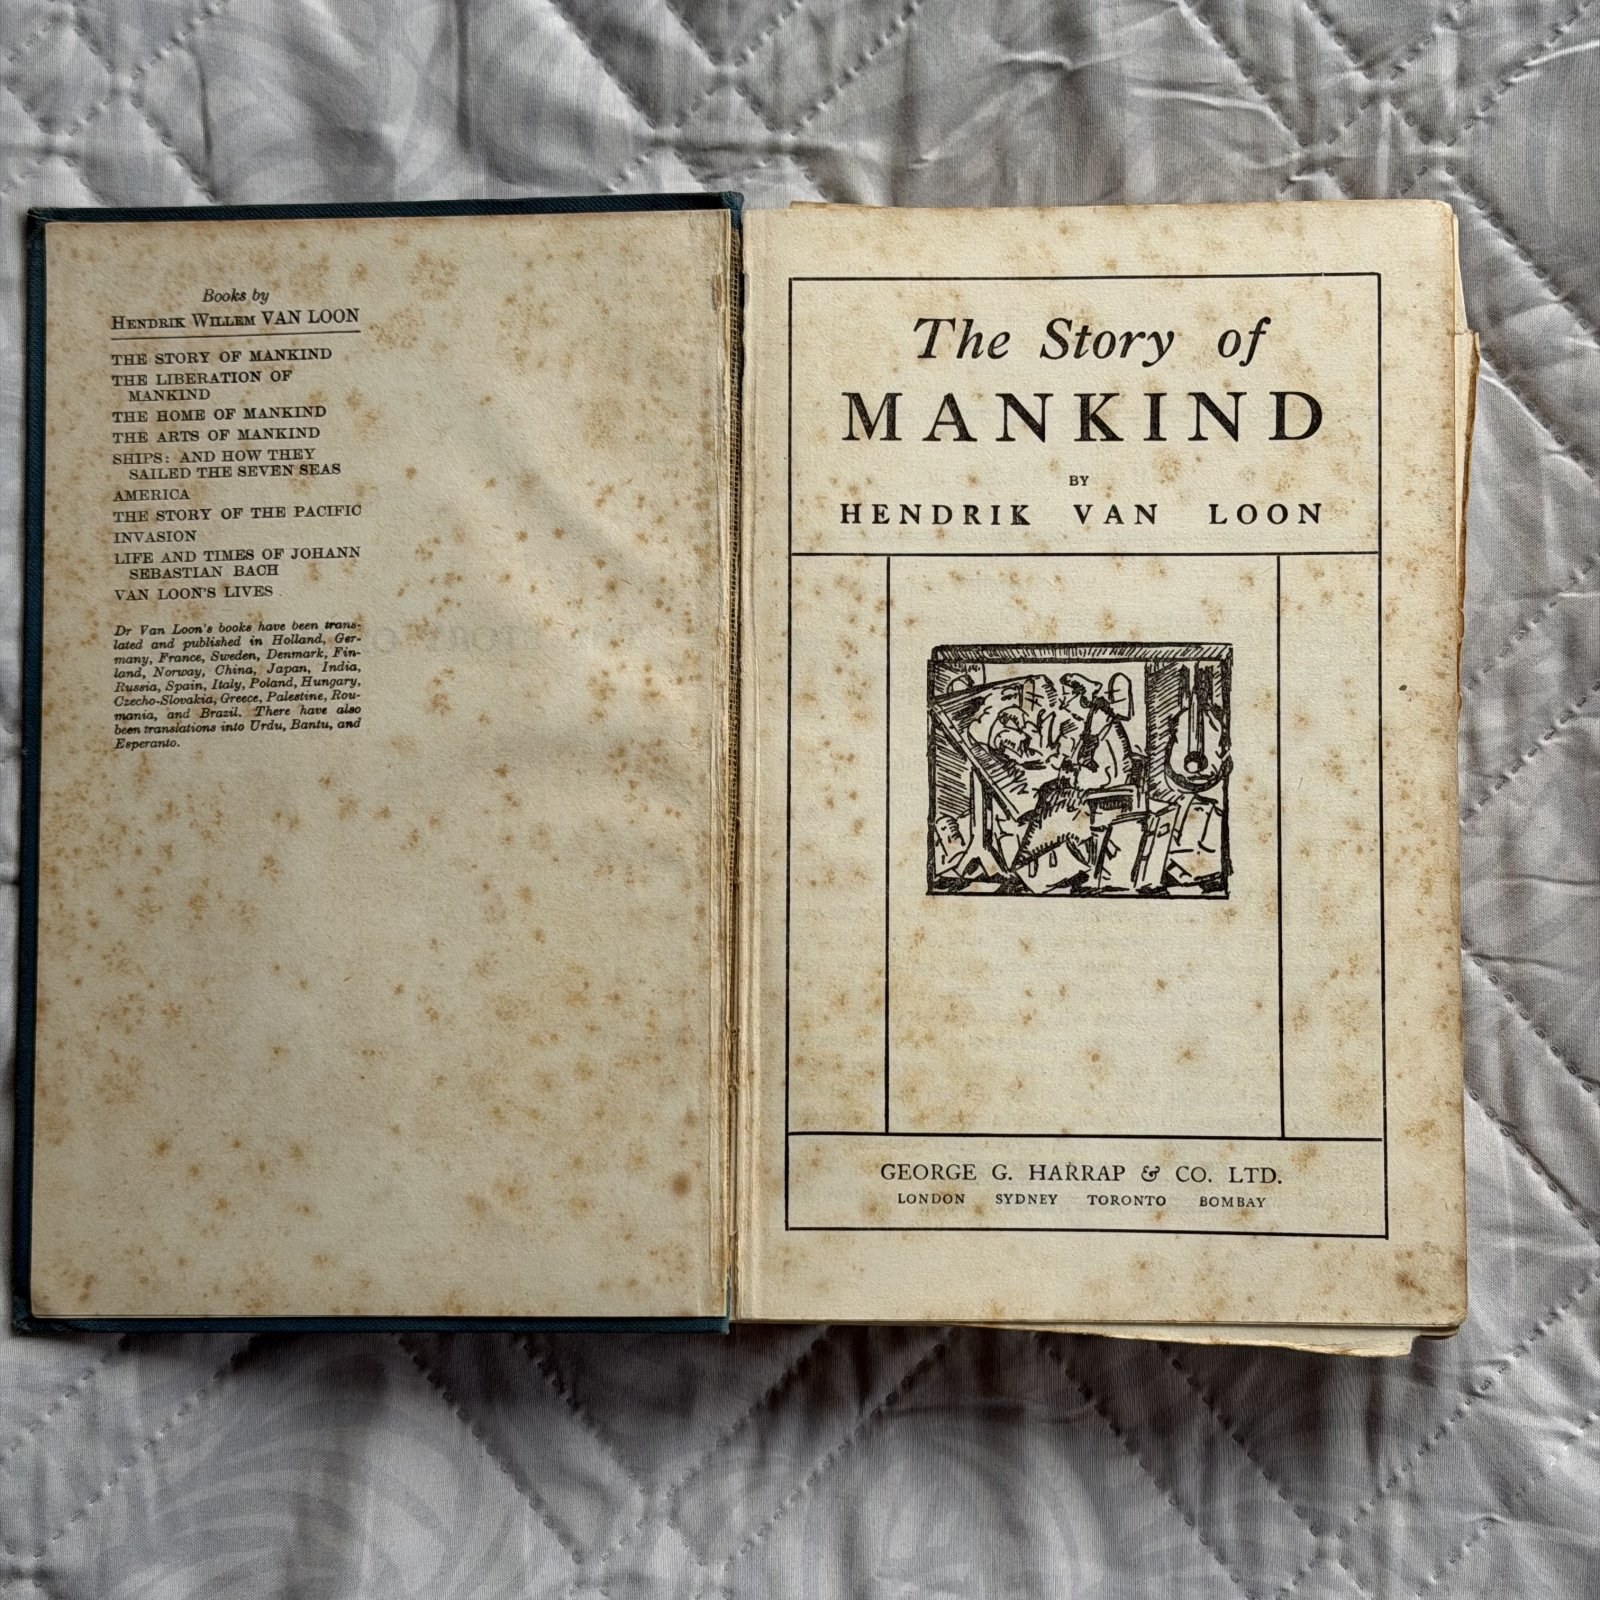 Books by
HENDRIK WILLEM VAN LOON
THE STORY OF MANKIND
THE LIBERATION OF
MANKIND
THE HOME OF MANKIND
THE ARTS OF MANKIND
SHIPS: AND HOW THEY
SAILED THE SEVEN SEAS
AMERICA
THE STORY OF THE PACIFIC
INVASION
LIFE AND TIMES OF JOHANN
SEBASTIAN BACH
VAN LOON'S LIVES
Dr Van Loon's books have been trans-
lated and published in Holland, Ger-
many, France, Sweden, Denmark, Fin-
land, Norway, China, Japan, India,
Russia, Spain, Italy, Poland, Hungary,
Czecho-Slovakia, Greece, Palestine, Rou-
mania, and Brazil. There have also
been translations into Urdu, Bantu, and
Esperanto.
The Story of
MANKIND
BY
HENDRIK VAN LOON
GEORGE G. HARRAP & CO. LTD.
LONDON SYDNEY TORONTO BOMBAY